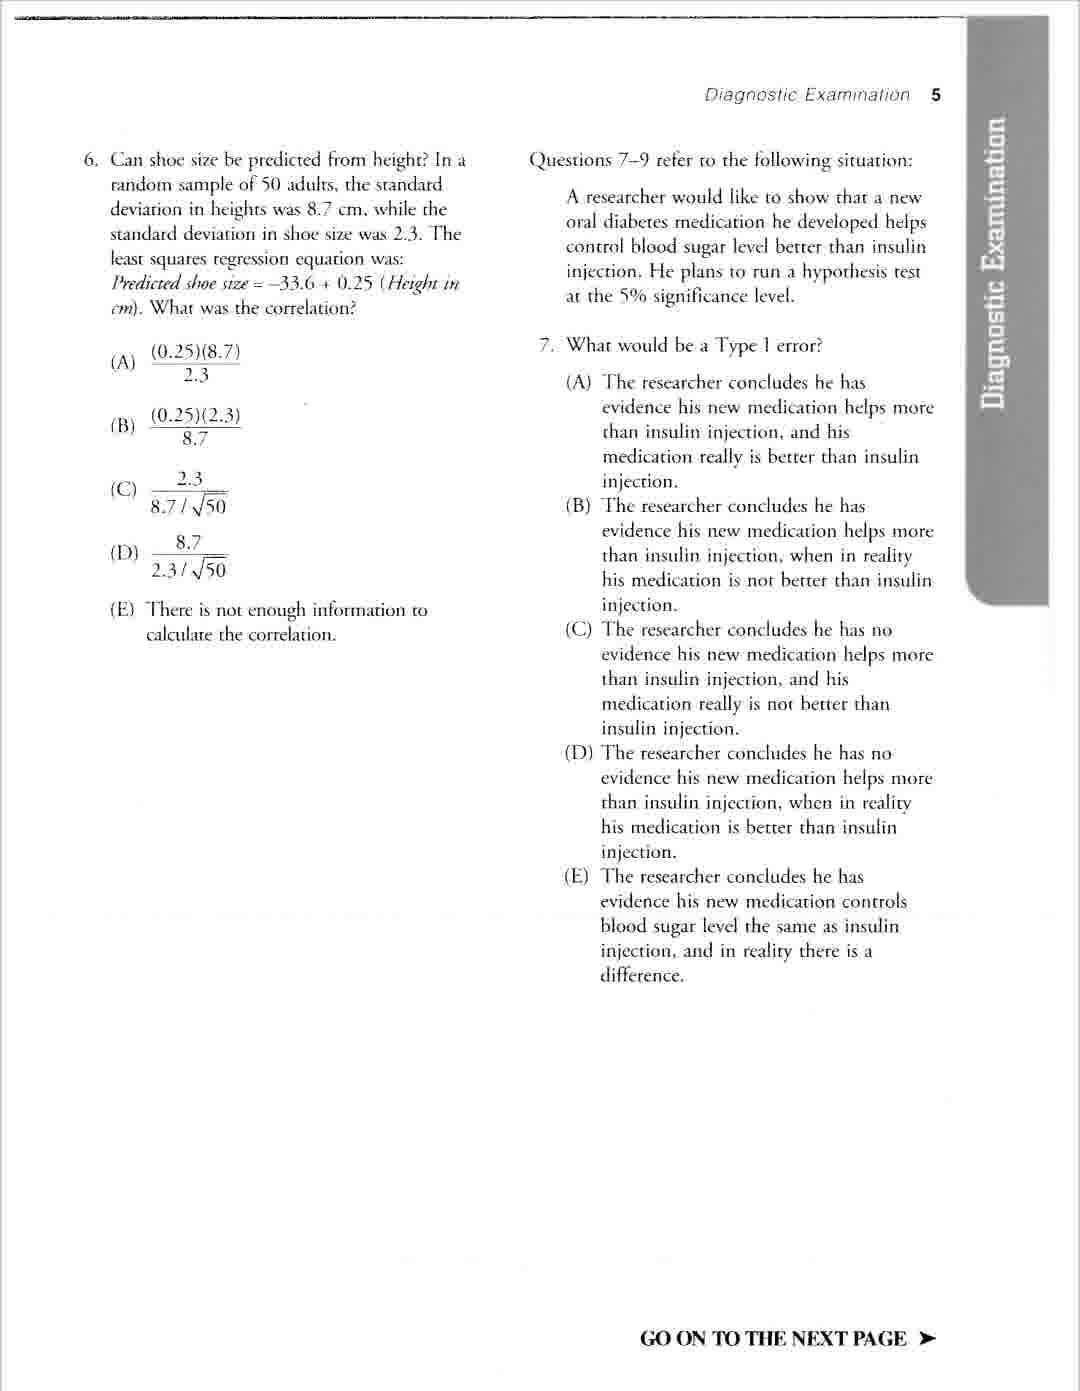 Diagnostic Examination 5
6. Can shoe size be predicted from height? In a
random sample of 50 adults, the standard
deviation in heights was 8.7 cm, while the
standard deviation in shoe size was 2.3. The
least squares regression equation was:
Predicted shoe size = –33.6 + 0.25 (Height in
cm). What was the correlation?
(A) (0.25)(8.7)
2.3
(B) (0.25)(2.3)
8.7
(C) 2.3
8.7 / √50
(D) 8.7
2.3 / √50
(E) There is not enough information to
calculate the correlation.
Questions 7–9 refer to the following situation:
A researcher would like to show that a new
oral diabetes medication he developed helps
control blood sugar level better than insulin
injection. He plans to run a hypothesis test
at the 5% significance level.
7. What would be a Type I error?
(A) The researcher concludes he has
evidence his new medication helps more
than insulin injection, and his
medication really is better than insulin
injection.
(B) The researcher concludes he has
evidence his new medication helps more
than insulin injection, when in reality
his medication is not better than insulin
injection.
(C) The researcher concludes he has no
evidence his new medication helps more
than insulin injection, and his
medication really is not better than
insulin injection.
(D) The researcher concludes he has no
evidence his new medication helps more
than insulin injection, when in reality
his medication is better than insulin
injection.
(E) The researcher concludes he has
evidence his new medication controls
blood sugar level the same as insulin
injection, and in reality there is a
difference.
Diagnostic Examination
GO ON TO THE NEXT PAGE ➤